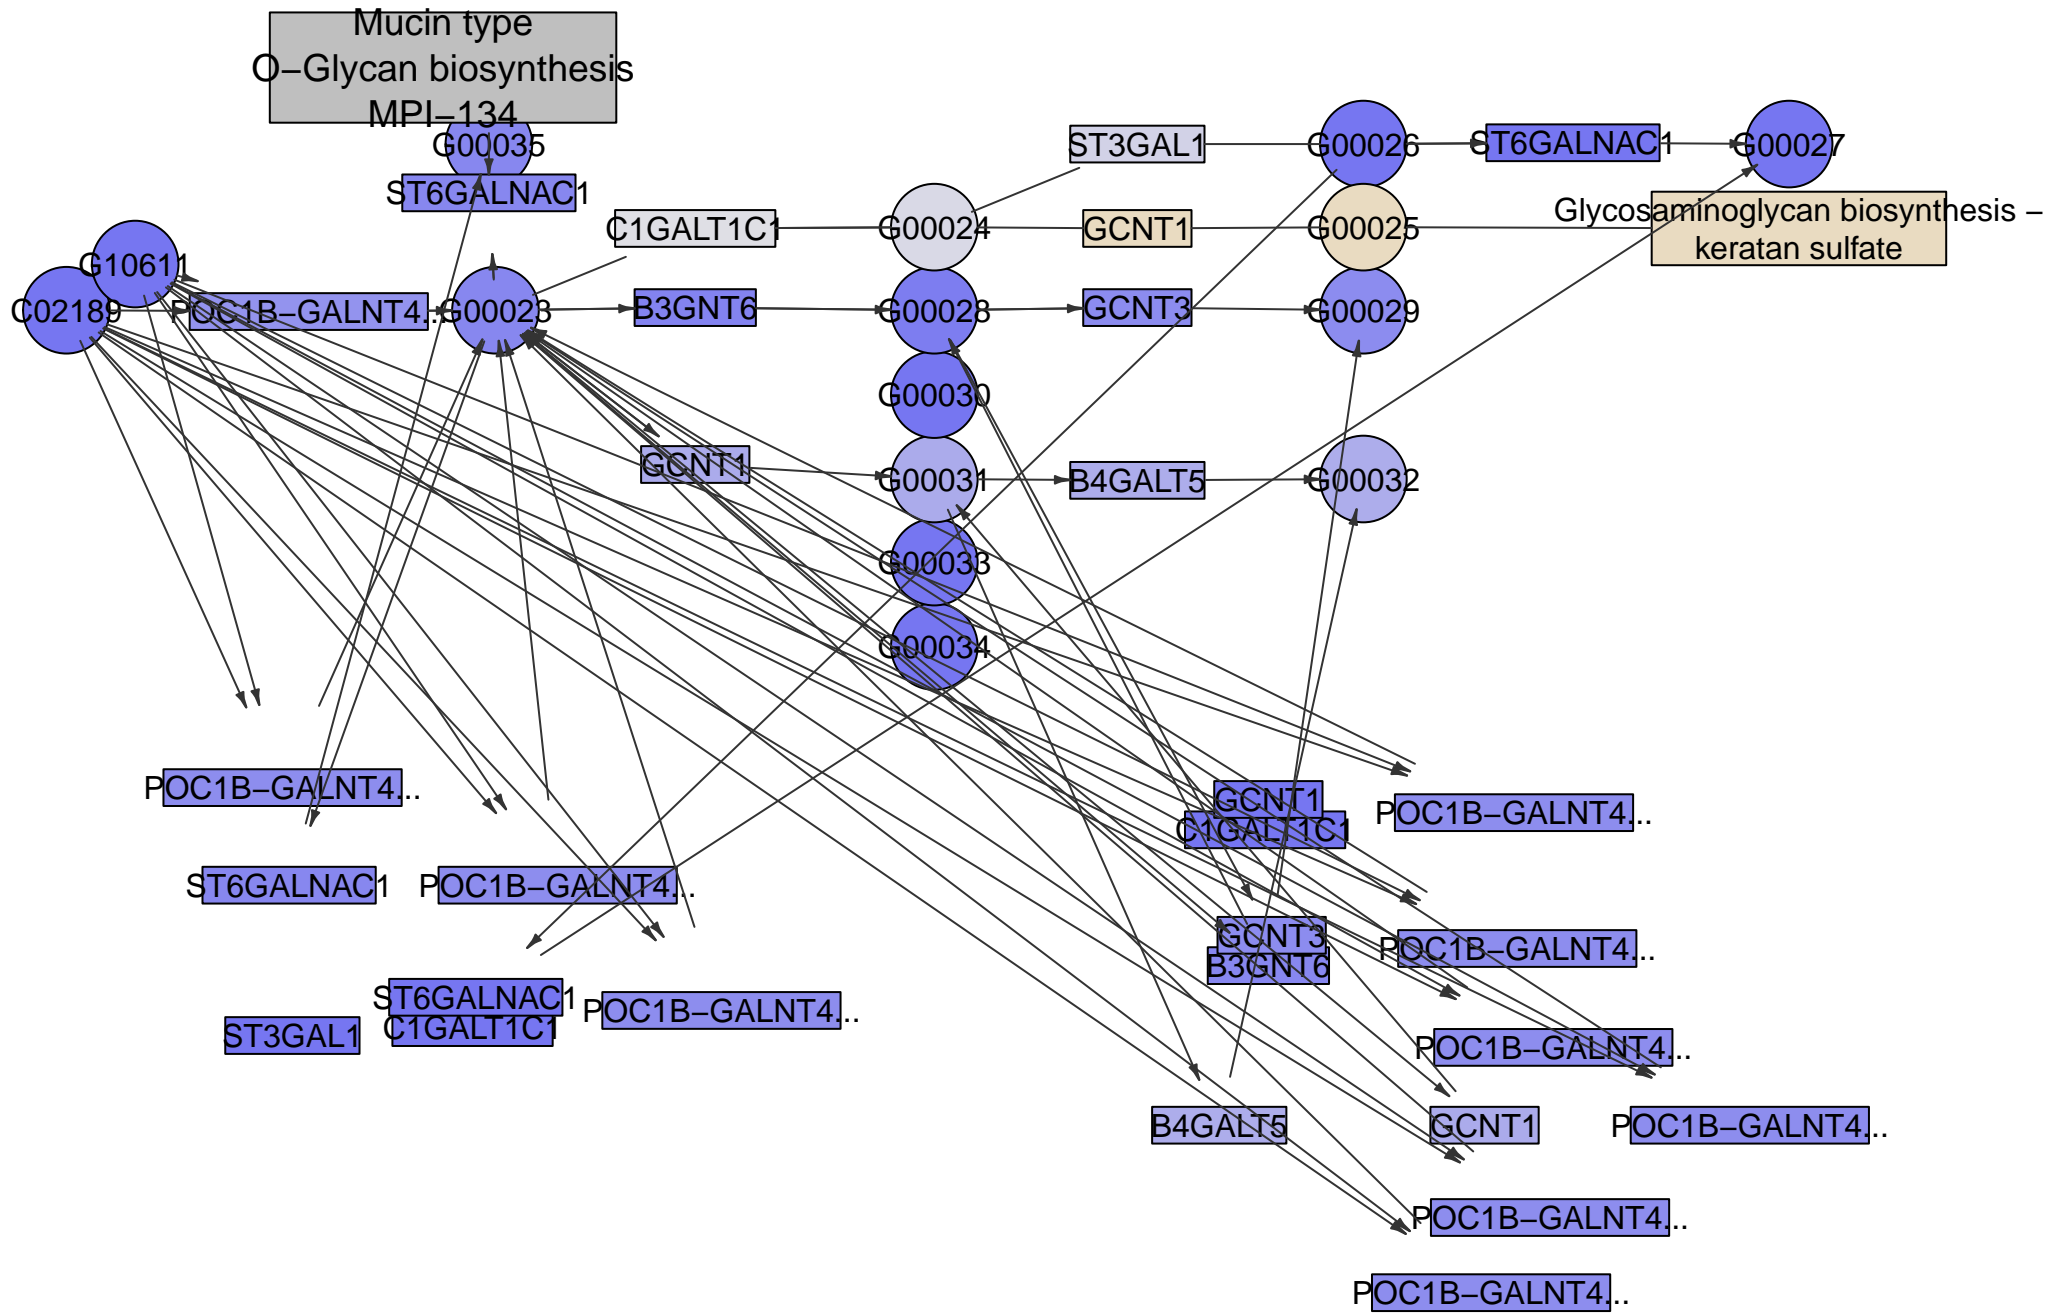 Mucin type
O−Glycan biosynthesis
MPI−134
G00035
ST6GALNAC1
ST3GAL1
G00026
ST6GALNAC1
G00027
C1GALT1C1
G00024
GCNT1
G00025
Glycosaminoglycan biosynthesis −
keratan sulfate
G10611
C02189
POC1B−GALNT4...
G00023
B3GNT6
G00028
GCNT3
G00029
G00030
GCNT1
G00031
B4GALT5
G00032
G00033
G00034
POC1B−GALNT4...
GCNT1
C1GALT1C1
POC1B−GALNT4...
ST6GALNAC1
POC1B−GALNT4...
GCNT3
B3GNT6
POC1B−GALNT4...
ST6GALNAC1
C1GALT1C1
ST3GAL1
POC1B−GALNT4...
POC1B−GALNT4...
B4GALT5
GCNT1
POC1B−GALNT4...
POC1B−GALNT4...
POC1B−GALNT4...